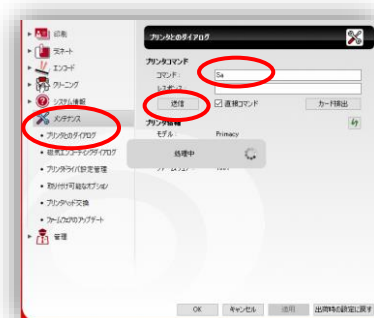 印刷
プリンタとのダイアログ
ラミネート
エンコード
クリーニング
システム情報
メンテナンス
プリンタとのダイアログ
磁気エンコーディングダイアログ
プリンタドライバ設定管理
取り付け可能なオプション
プリントヘッド交換
ファームウェアのアップデート
管理
プリンタコマンド
コマンド:
Sa
レスポンス
送信
直接コマンド
カード排出
プリンタ情報
モデル:
Primacy
処理中
OK
キャンセル
適用
出荷時の設定に戻す